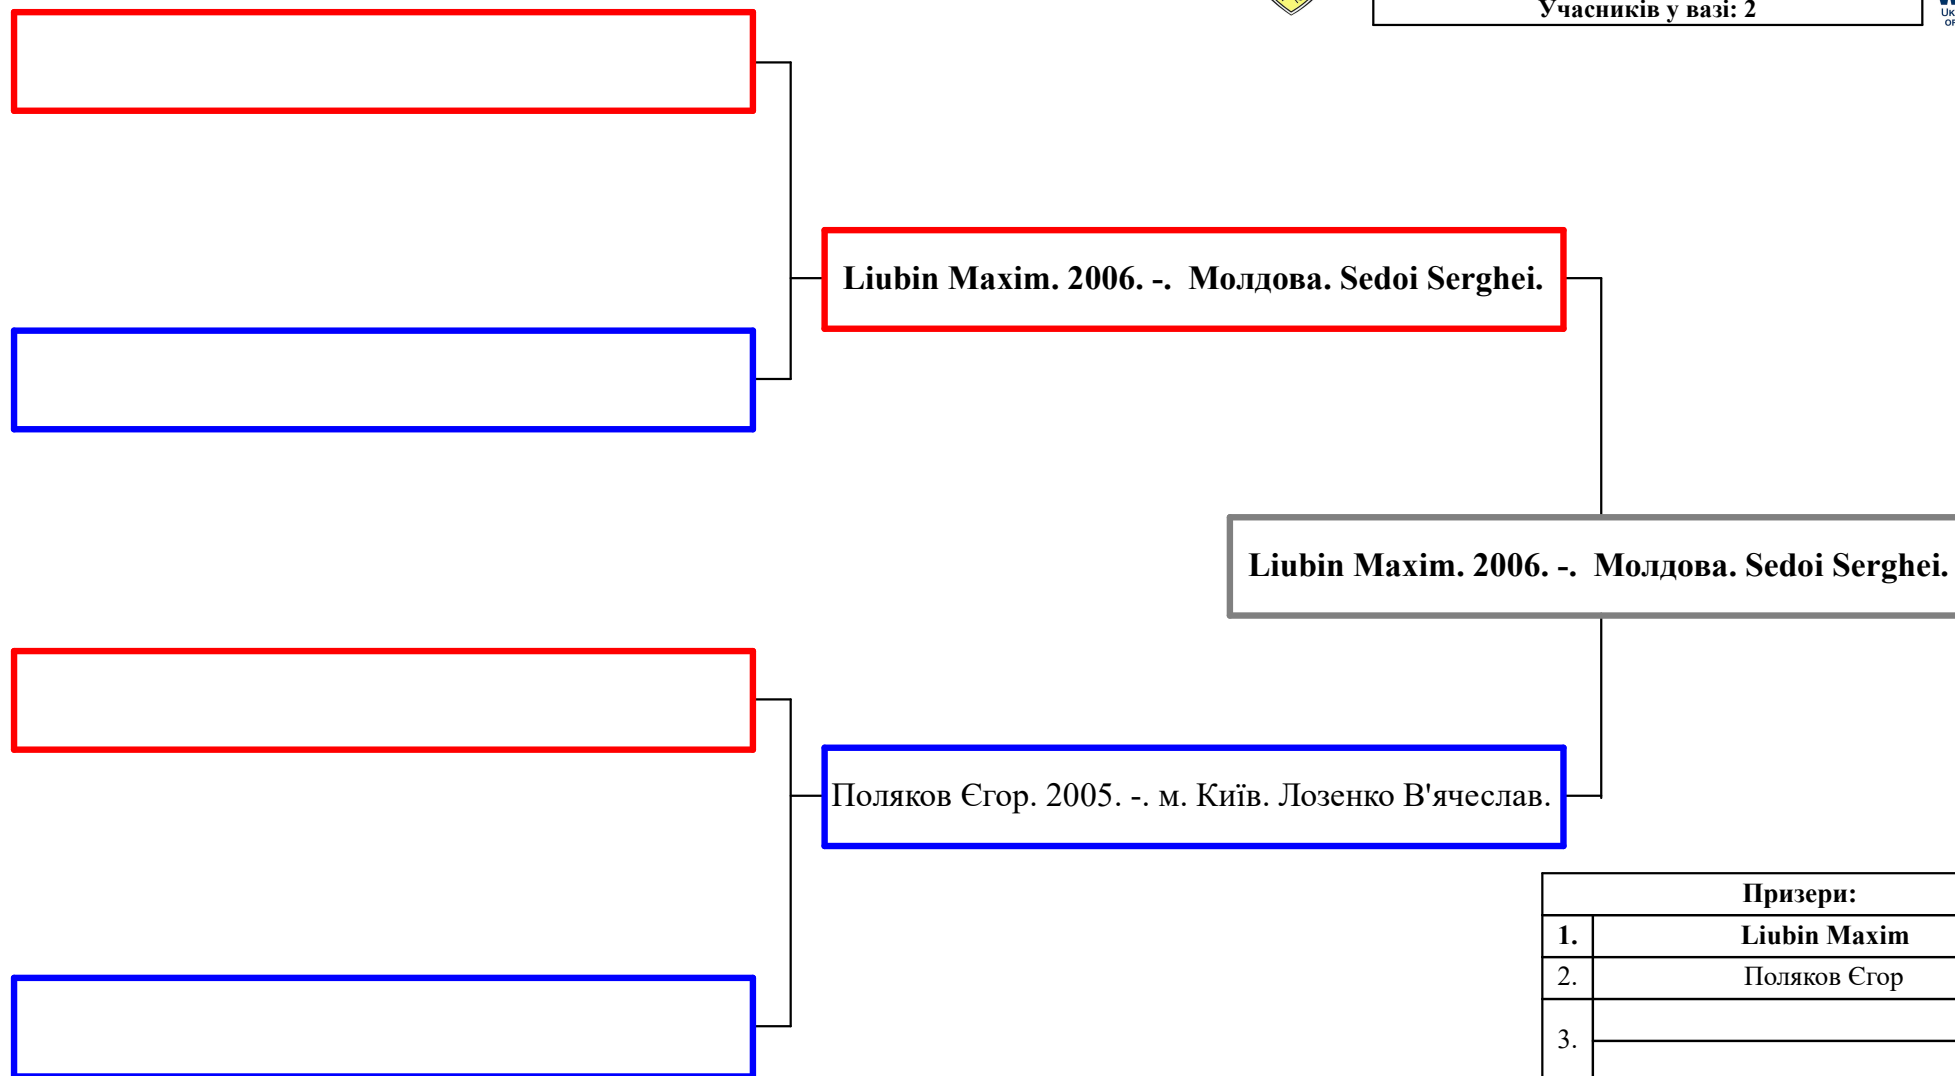 Учасників у вазі: 2
Liubin Maxim. 2006. -. Молдова. Sedoi Serghei.
Liubin Maxim. 2006. -. Молдова. Sedoi Serghei.
Поляков Єгор. 2005. -. м. Київ. Лозенко В'ячеслав.
Призери:
1. Liubin Maxim
2. Поляков Єгор
3.